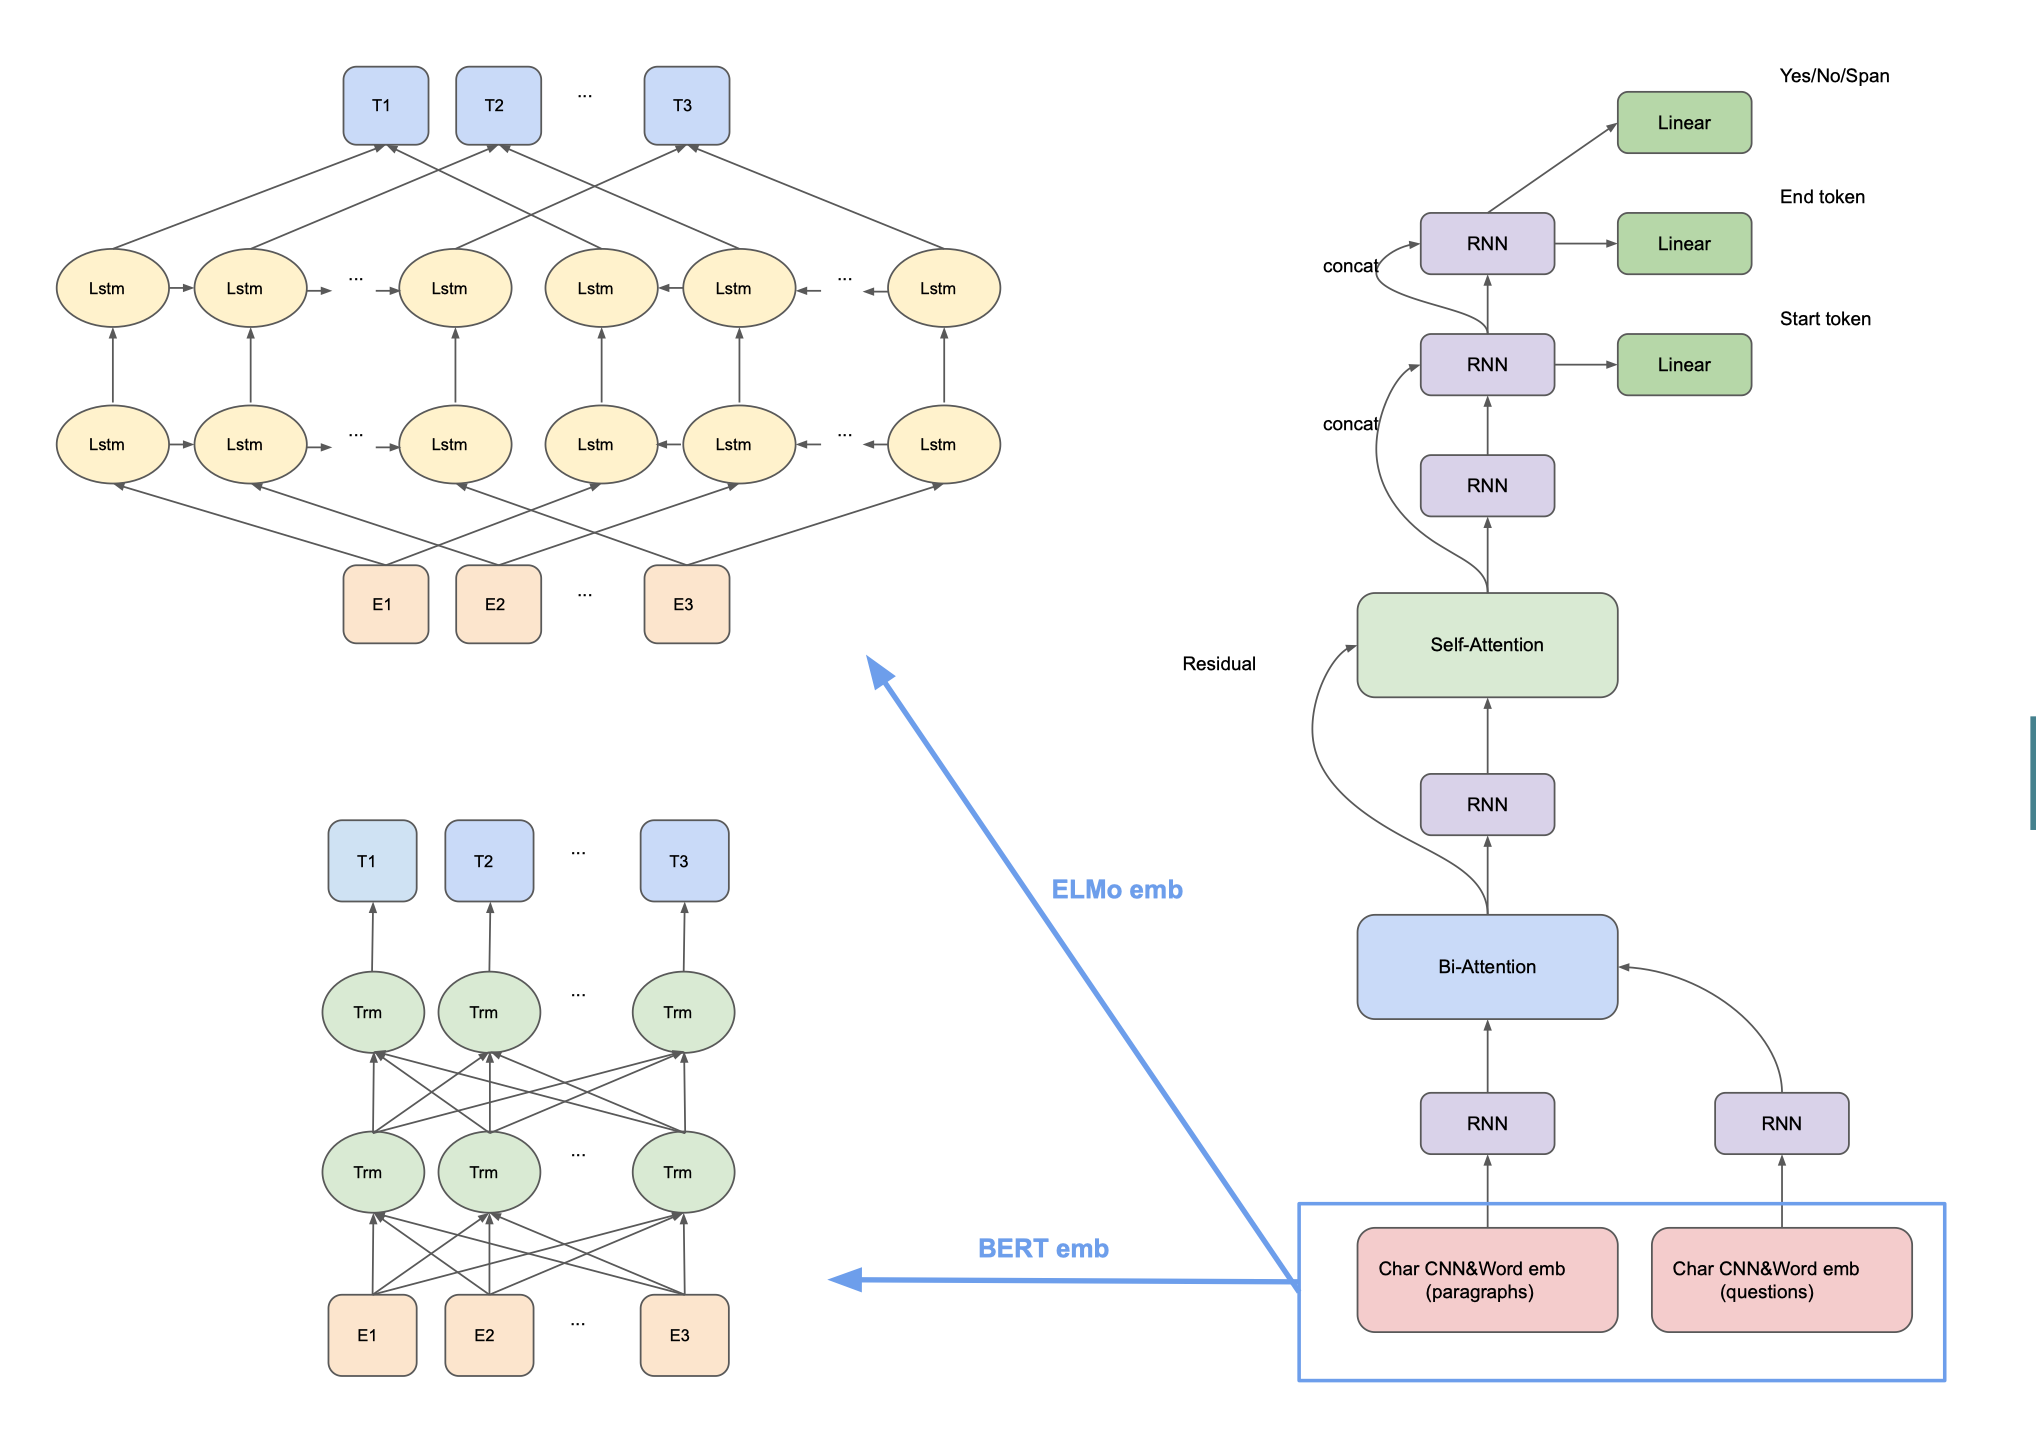 T1
T2
...
T3
Lstm
Lstm
...
Lstm
Lstm
Lstm
...
Lstm
Lstm
Lstm
...
Lstm
Lstm
Lstm
...
Lstm
E1
E2
...
E3
T1
T2
...
T3
Trm
Trm
...
Trm
Trm
Trm
...
Trm
E1
E2
...
E3
ELMo emb
BERT emb
Yes/No/Span
Linear
End token
RNN
Linear
concat
Start token
RNN
Linear
concat
RNN
Self-Attention
Residual
RNN
Bi-Attention
RNN
RNN
Char CNN&Word emb
(paragraphs)
Char CNN&Word emb
(questions)